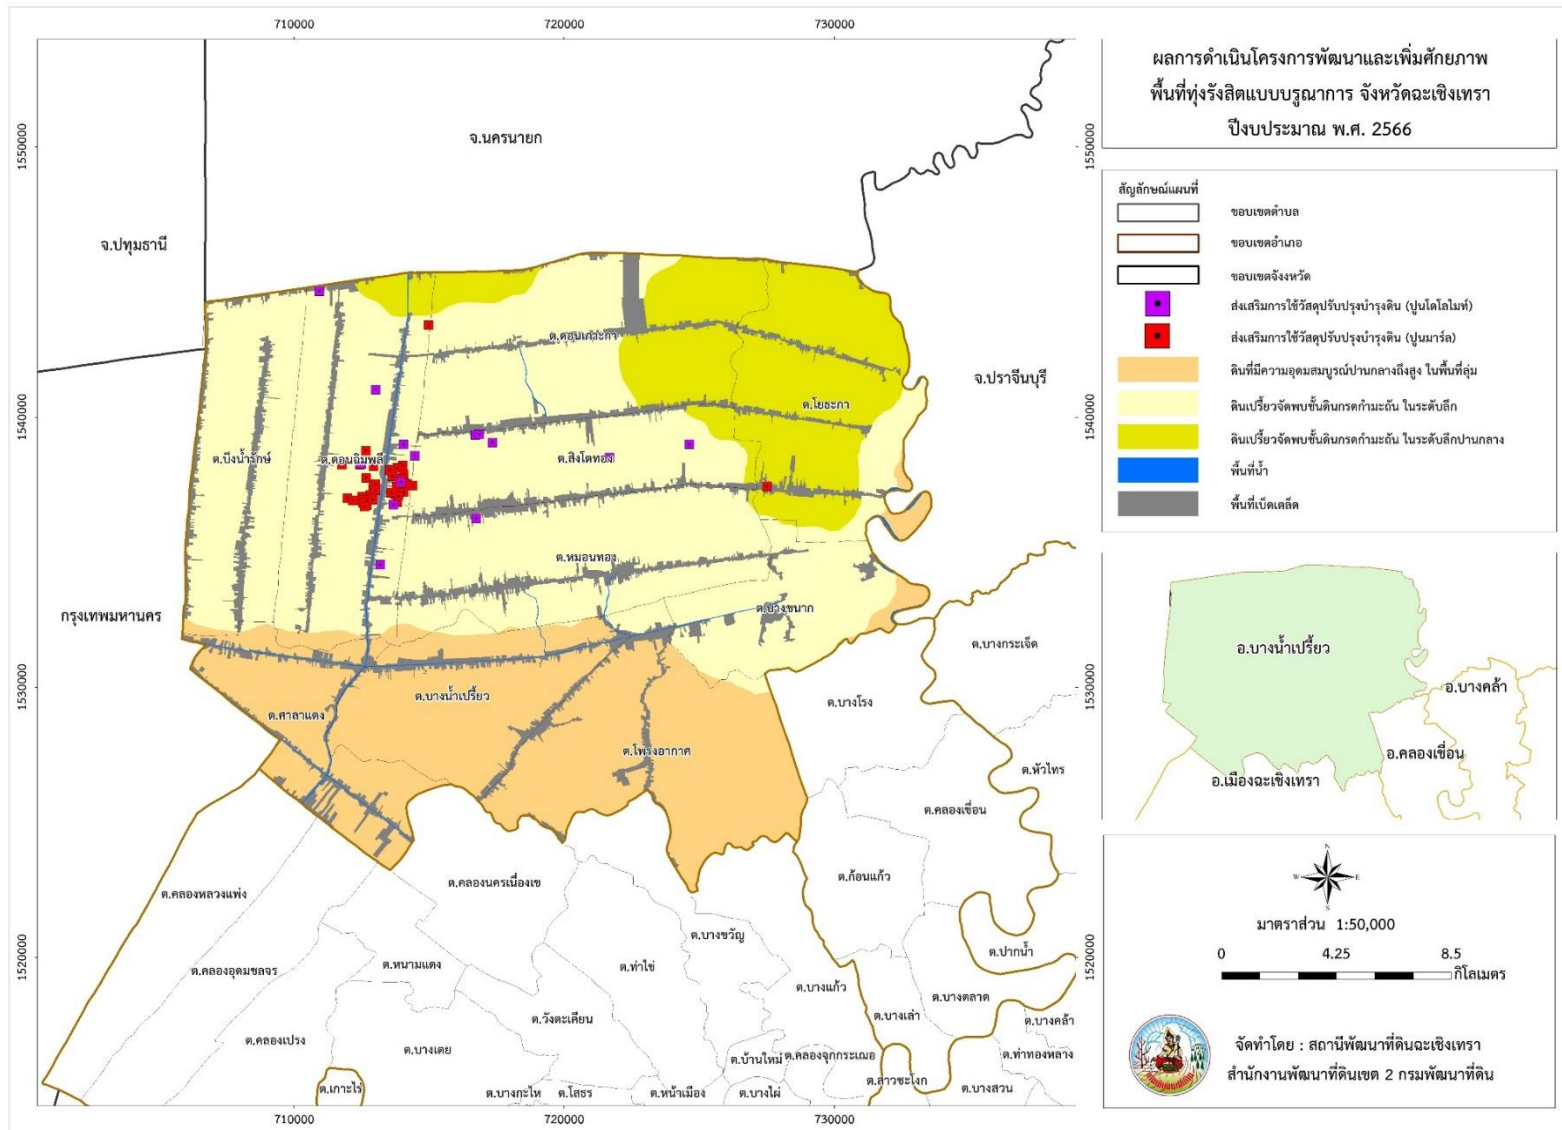 710000
720000
730000
1550000
1540000
1530000
1520000
1550000
1540000
1530000
1520000
จ.นครนายก
จ.ปทุมธานี
จ.ปราจีนบุรี
กรุงเทพมหานคร
ต.ดอนเกาะกา
ต.โยธะกา
ต.บึงน้ำรักษ์
ต.ดอนฉิมพลี
ต.สิงโตทอง
ต.หมอนทอง
ต.บางขนาก
ต.บางกระเจ็ด
ต.บางน้ำเปรี้ยว
ต.บางโรง
ต.ศาลาแดง
ต.โพรงอากาศ
ต.หัวไทร
ต.คลองเขื่อน
ต.ก้อนแก้ว
ต.คลองหลวงแพ่ง
ต.คลองนครเนื่องเขต
ต.บางขวัญ
ต.ปากน้ำ
ต.คลองอุดมชลจร
ต.หนามแดง
ต.ท่าไข่
ต.บางแก้ว
ต.บางตลาด
ต.วังตะเคียน
ต.บางเล่า
ต.บางคล้า
ต.คลองเปรง
ต.บางเตย
ต.บ้านใหม่
ต.คลองจุกกระเฌอ
ต.ท่าทองหลาง
ต.เกาะไร่
ต.บางกะไห
ต.โสธร
ต.หน้าเมือง
ต.บางไผ่
ต.สาวชะโงก
ต.บางสวน
710000
720000
730000
ผลการดำเนินโครงการพัฒนาและเพิ่มศักยภาพ
พื้นที่ทุ่งรังสิตแบบบรูณาการ จังหวัดฉะเชิงเทรา
ปีงบประมาณ พ.ศ. 2566
สัญลักษณ์แผนที่
ขอบเขตตำบล
ขอบเขตอำเภอ
ขอบเขตจังงหวัด
ส่งเสริมการใช้วัสดุปรับปรุงบำรุงดิน (ปูนโดโลไมท์)
ส่งเสริมการใช้วัสดุปรับปรุงบำรุงดิน (ปูนมาร์ล)
ดินที่มีความอุดมสมบูรณ์ปานกลางถึงสูง ในพื้นที่ลุ่ม
ดินเปรี้ยวจัดพบชั้นดินกรดกำมะถัน ในระดับลึก
ดินเปรี้ยวจัดพบชั้นดินกรดกำมะถัน ในระดับลึกปานกลาง
พื้นที่น้ำ
พื้นที่เบ็ดเตล็ด
อ.บางน้ำเปรี้ยว
อ.บางคล้า
อ.คลองเขื่อน
อ.เมืองฉะเชิงเทรา
N
W
E
S
มาตราส่วน 1:50,000
0
4.25
8.5
กิโลเมตร
จัดทำโดย : สถานีพัฒนาที่ดินฉะเชิงเทรา
สำนักงานพัฒนาที่ดินเขต 2 กรมพัฒนาที่ดิน